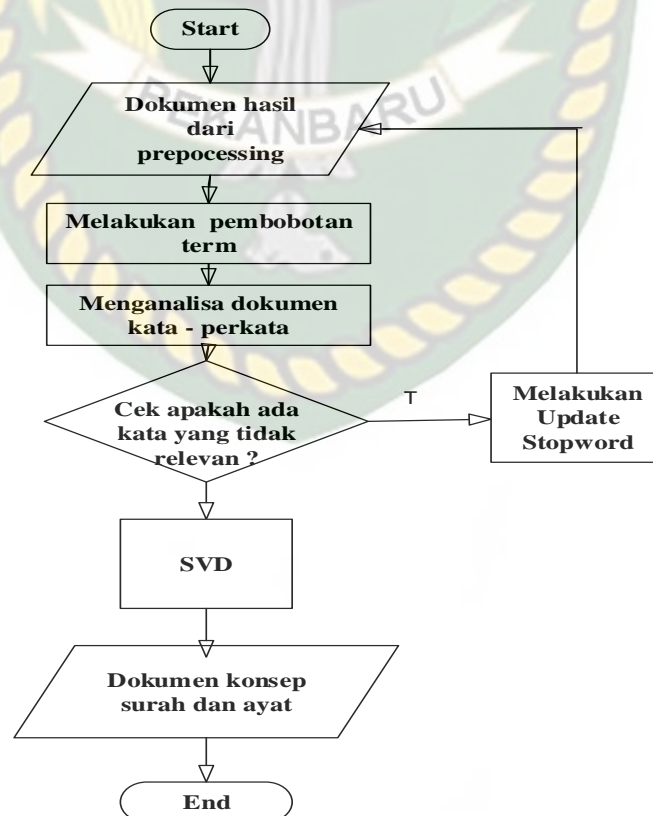 Start
PEKANBARU
Dokumen hasil
dari
prepocessing
Melakukan pembobotan
term
Menganalisa dokumen
kata - perkata
Cek apakah ada
kata yang tidak
relevan ?
T
Melakukan
Update
Stopword
SVD
Dokumen konsep
surah dan ayat
End